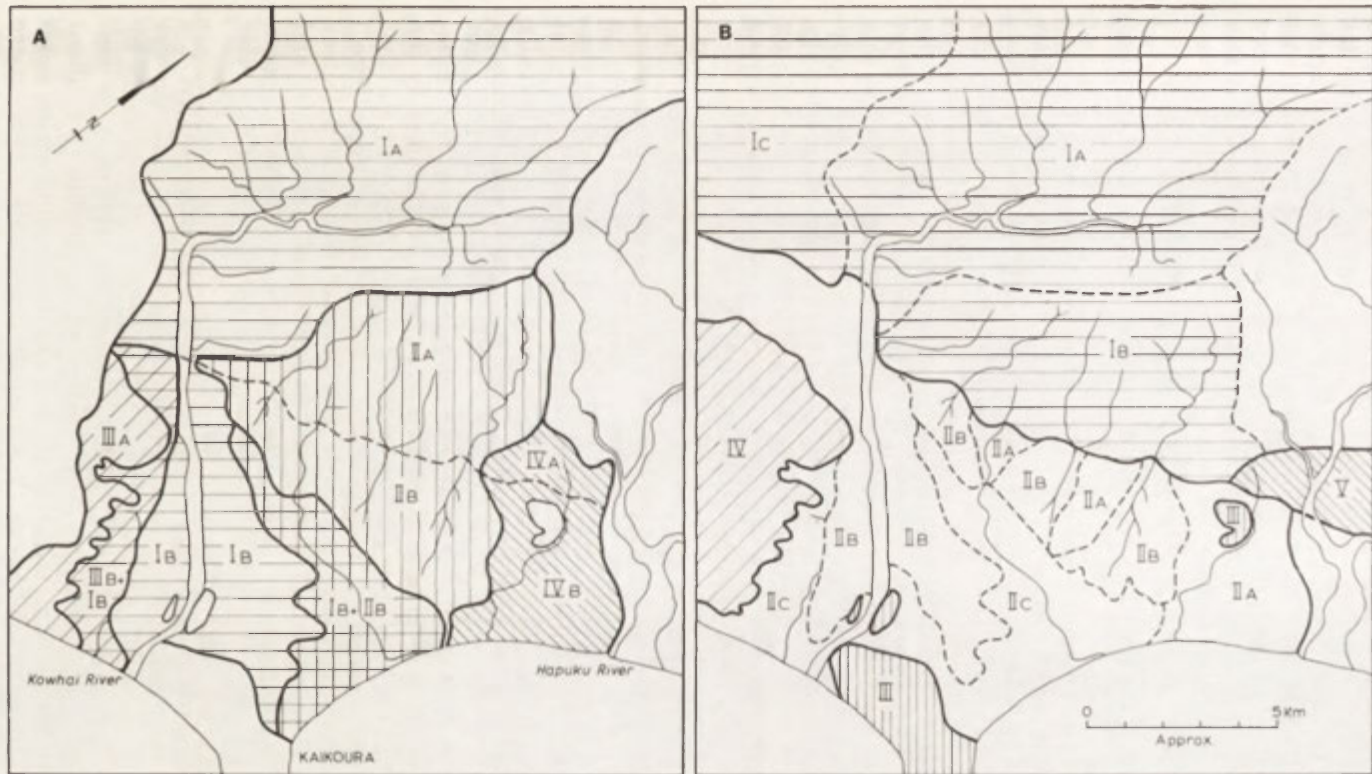 A
N
IA
IIA
IIIA
IVA
IIB
IB
IB
IIIB+
IB
IB+ IIB
IVB
Kowhai River
Hapuku River
KAIKOURA
B
IC
IA
IB
IIB
IIA
IV
IIB
IIA
V
III
IIB
IIB
IIB
IIC
IIC
IIA
III
0 5Km
Approx.